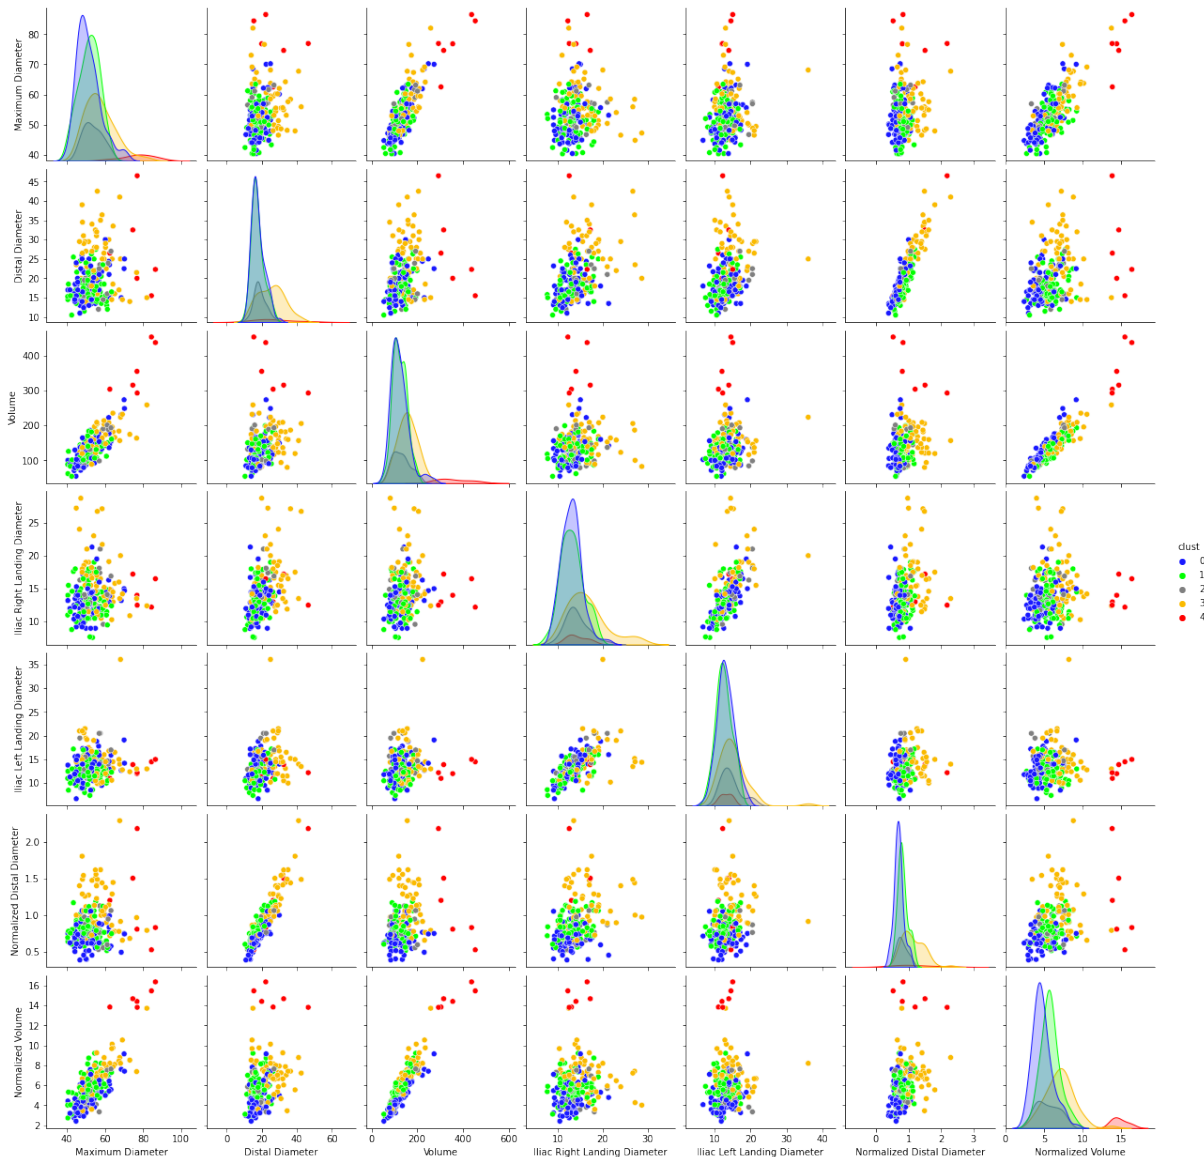 Maximum Diameter
80
70
60
50
40
Distal Diameter
45
40
35
30
25
20
15
10
Volume
400
300
200
100
Iliac Right Landing Diameter
25
20
15
10
clust
0
1
2
3
4
Iliac Left Landing Diameter
35
30
25
20
15
10
Normalized Distal Diameter
2.0
1.5
1.0
0.5
Normalized Volume
16
14
12
10
8
6
4
2
40 60 80 100
0 20 40 60
0 200 400 600
0 10 20 30
0 10 20 30 40
0 1 2 3
0 5 10 15
Maximum Diameter
Distal Diameter
Volume
Iliac Right Landing Diameter
Iliac Left Landing Diameter
Normalized Distal Diameter
Normalized Volume